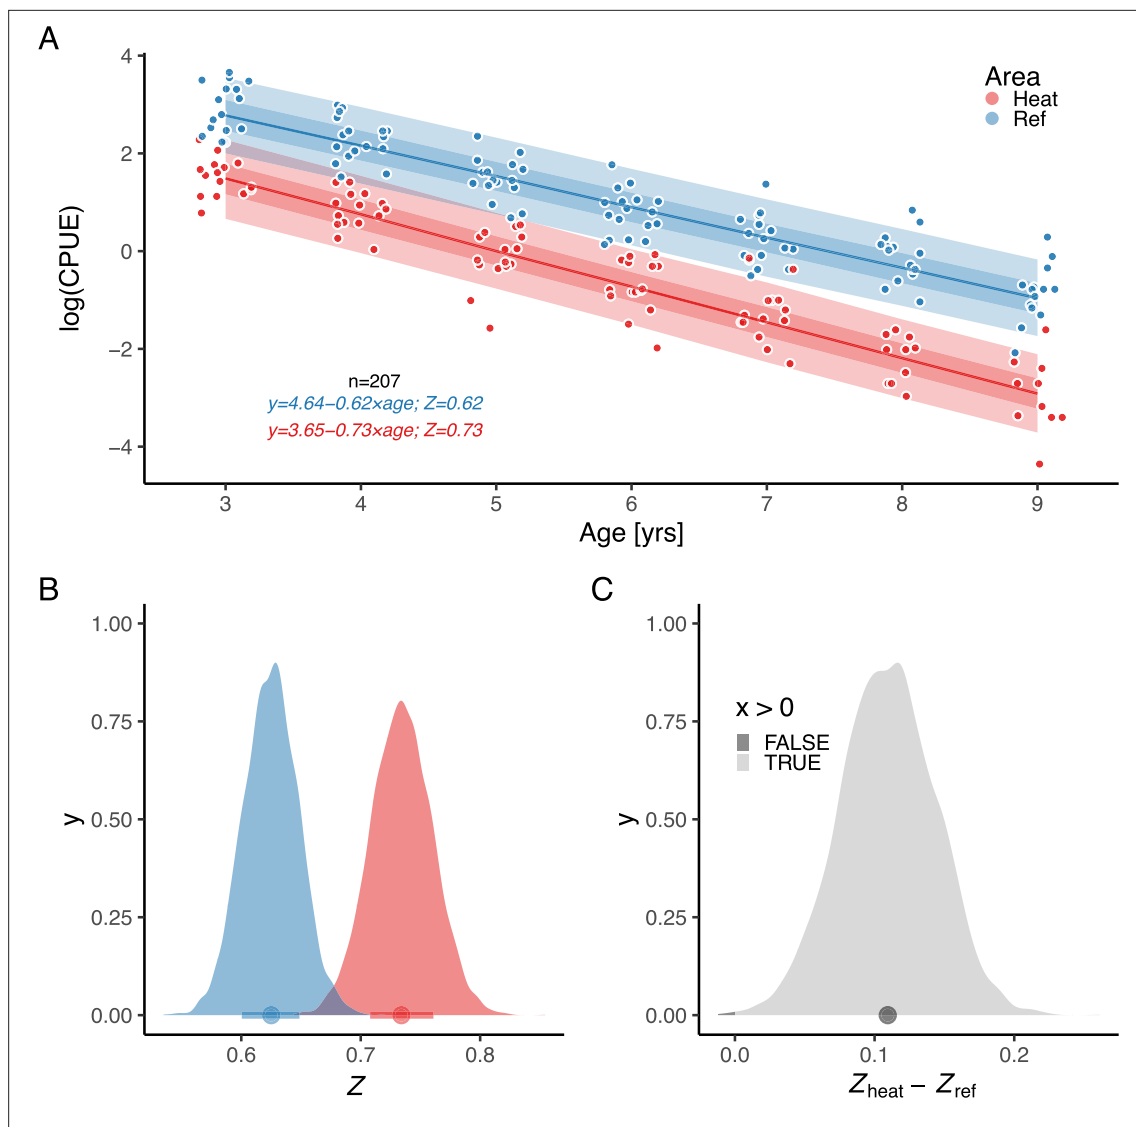 A
4
2
0
−2
−4
log(CPUE)
Area
Heat
Ref
n=207
y=4.64−0.62×age; Z=0.62
y=3.65−0.73×age; Z=0.73
3 4 5 6 7 8 9
Age [yrs]
B
1.00
0.75
0.50
0.25
0.00
y
0.6 0.7 0.8
Z
C
1.00
0.75
0.50
0.25
0.00
y
x > 0
FALSE
TRUE
0.0 0.1 0.2
Zheat − Zref